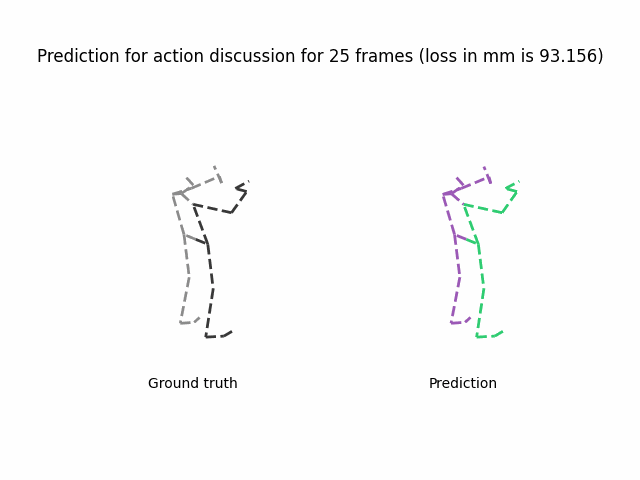 Prediction for action discussion for 25 frames (loss in mm is 93.156)
Ground truth
Prediction